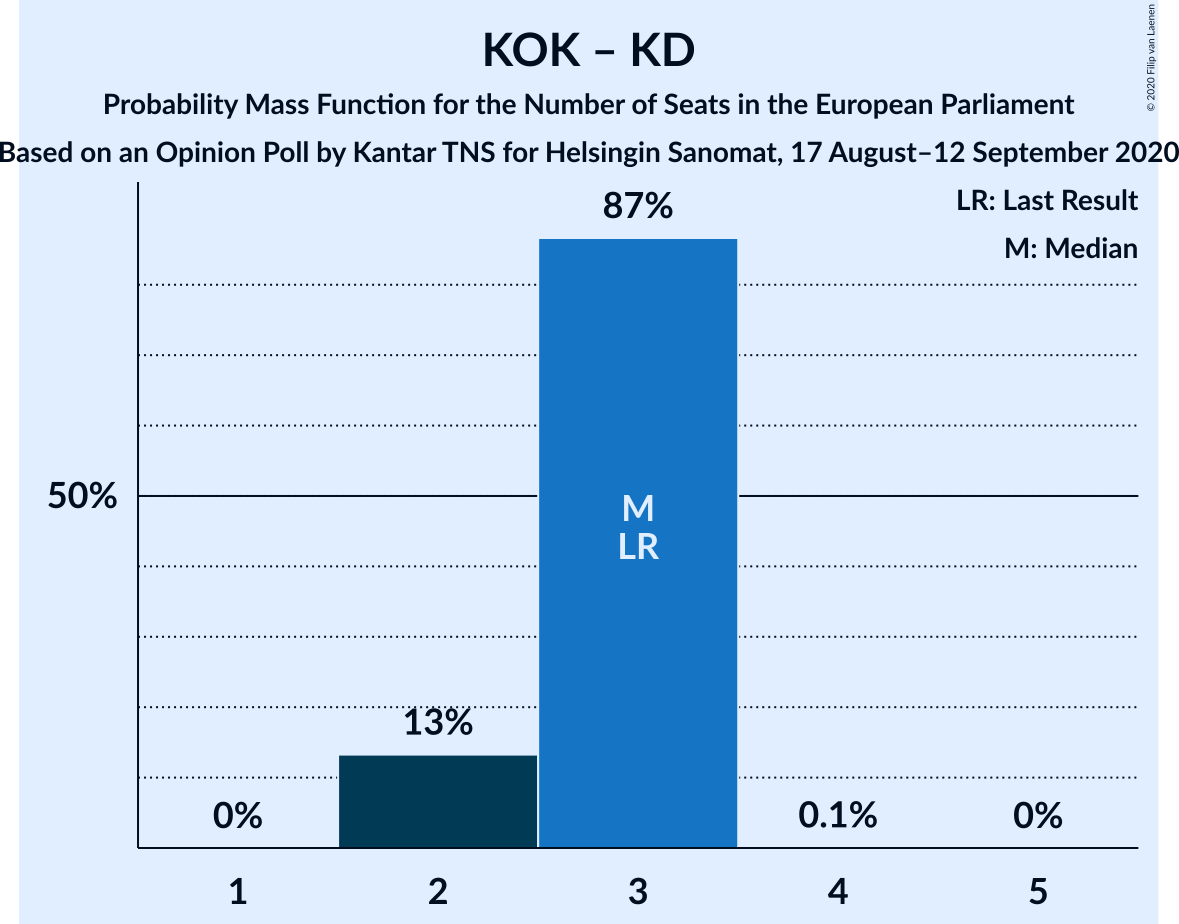 KOK – KD
Probability Mass Function for the Number of Seats in the European Parliament
Based on an Opinion Poll by Kantar TNS for Helsingin Sanomat, 17 August–12 September 2020
© 2020 Filip van Laenen
LR: Last Result
M: Median
87%
50%
M
LR
13%
0%
0.1%
0%
1
2
3
4
5